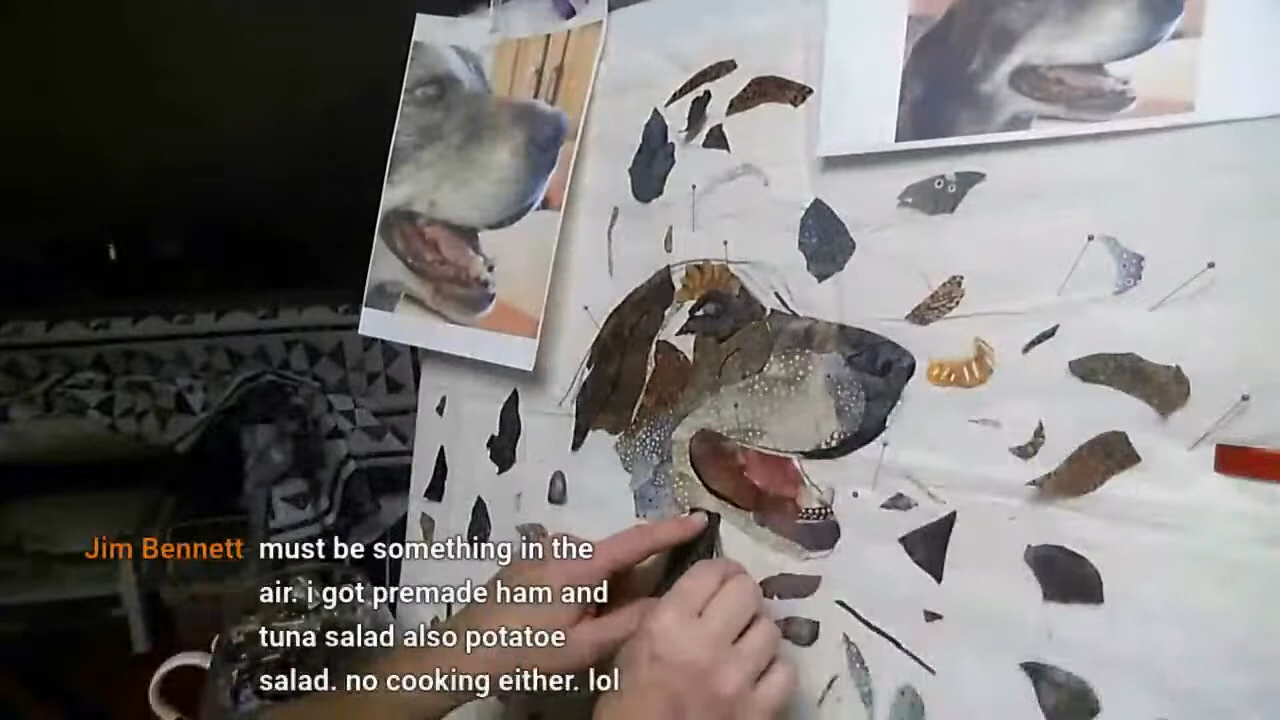 Jim Bennett must be something in the
air. i got premade ham and
tuna salad also potatoe
salad. no cooking either. lol